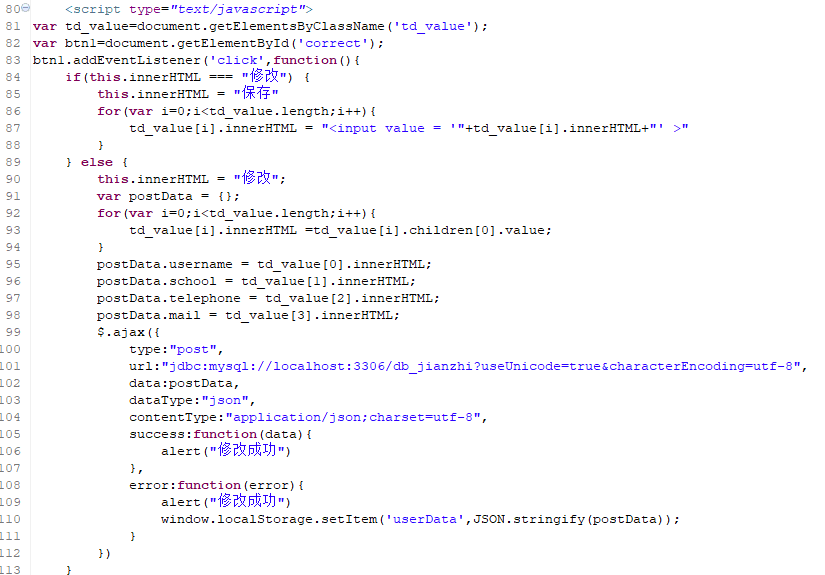 80 <script type="text/javascript">
81 var td_value=document.getElementsByClassName('td_value');
82 var btn1=document.getElementById('correct');
83 btn1.addEventListener('click',function(){
84 if(this.innerHTML === "修改") {
85 this.innerHTML = "保存"
86 for(var i=0;i<td_value.length;i++){
87 td_value[i].innerHTML = "<input value = '"+td_value[i].innerHTML+"' >"
88 }
89 } else {
90 this.innerHTML = "修改";
91 var postData = {};
92 for(var i=0;i<td_value.length;i++){
93 td_value[i].innerHTML =td_value[i].children[0].value;
94 }
95 postData.username = td_value[0].innerHTML;
96 postData.school = td_value[1].innerHTML;
97 postData.telephone = td_value[2].innerHTML;
98 postData.mail = td_value[3].innerHTML;
99 $.ajax({
100 type:"post",
101 url:"jdbc:mysql://localhost:3306/db_jianzhi?useUnicode=true&characterEncoding=utf-8",
102 data:postData,
103 dataType:"json",
104 contentType:"application/json;charset=utf-8",
105 success:function(data){
106 alert("修改成功")
107 },
108 error:function(error){
109 alert("修改成功")
110 window.localStorage.setItem('userData',JSON.stringify(postData));
111 }
112 })
113 }